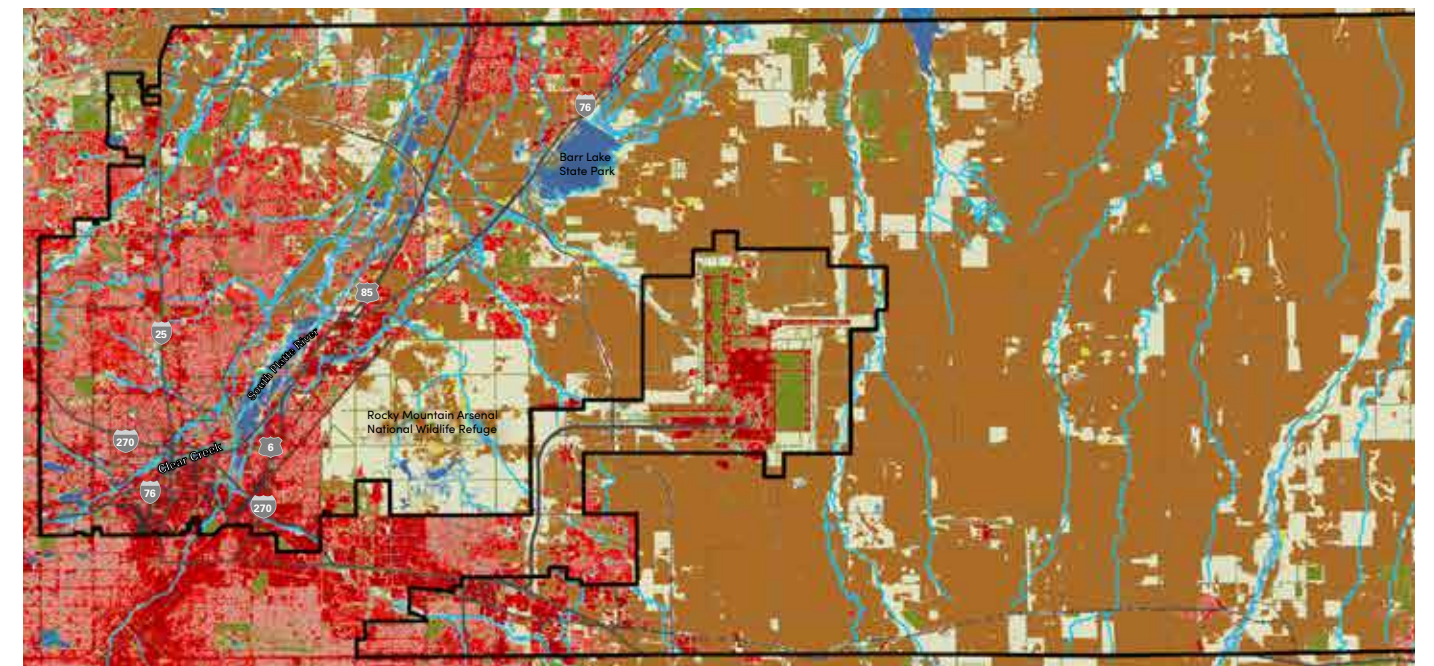 76
Barr Lake
State Park
85
25
South Platte River
Rocky Mountain Arsenal
National Wildlife Refuge
270
6
Clear Creek
76
270